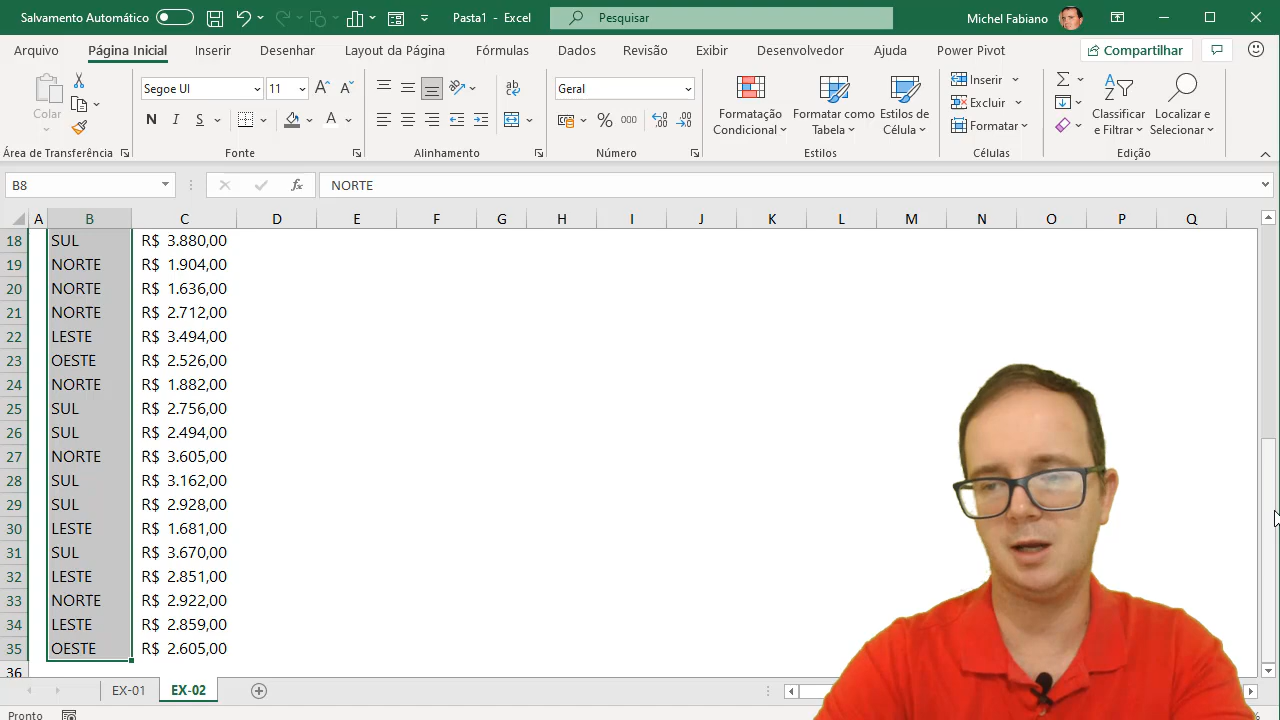 Salvamento Automático
Pasta1 - Excel
Pesquisar
Michel Fabiano
Arquivo Página Inicial Inserir Desenhar Layout da Página Fórmulas Dados Revisão Exibir Desenvolvedor Ajuda Power Pivot
Compartilhar
Colar
Área de Transferência
Segoe UI 11
N I S A
Fonte
ab
Alinhamento
Geral
% 000
Número
Formatação Condicional
Formatar como Tabela
Estilos de Célula
Estilos
Inserir
Excluir
Formatar
Células
Classificar e Filtrar
Localizar e Selecionar
Edição
B8 fx NORTE
A B C D E F G H I J K L M N O P Q
18 SUL R$ 3.880,00
19 NORTE R$ 1.904,00
20 NORTE R$ 1.636,00
21 NORTE R$ 2.712,00
22 LESTE R$ 3.494,00
23 OESTE R$ 2.526,00
24 NORTE R$ 1.882,00
25 SUL R$ 2.756,00
26 SUL R$ 2.494,00
27 NORTE R$ 3.605,00
28 SUL R$ 3.162,00
29 SUL R$ 2.928,00
30 LESTE R$ 1.681,00
31 SUL R$ 3.670,00
32 LESTE R$ 2.851,00
33 NORTE R$ 2.922,00
34 LESTE R$ 2.859,00
35 OESTE R$ 2.605,00
36
EX-01 EX-02
Pronto
%